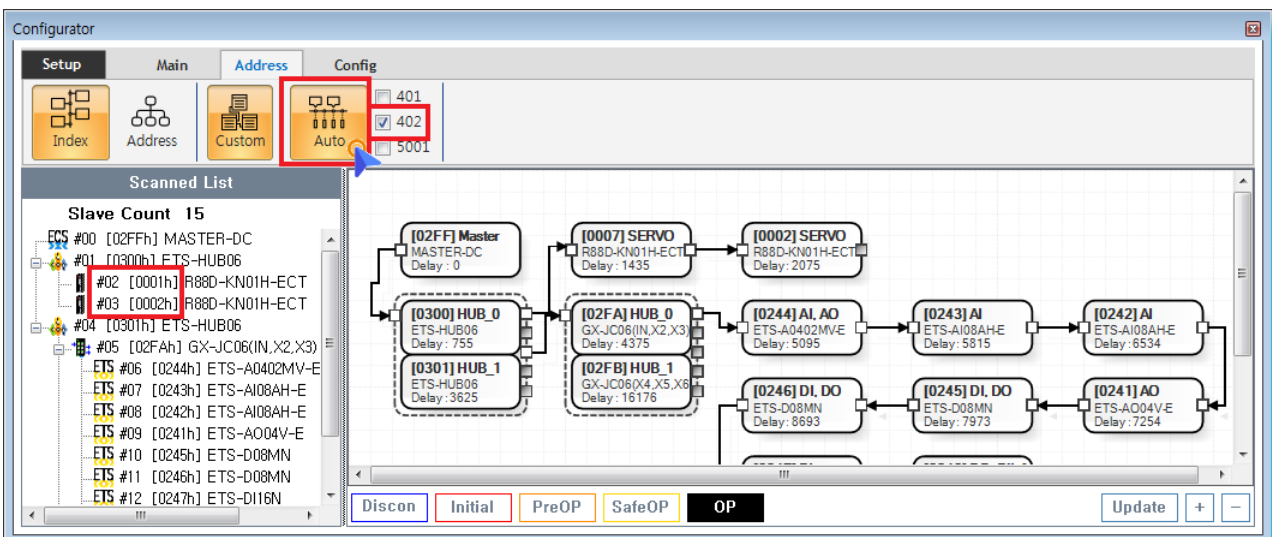 Configurator
Setup Main Address Config
Index Address Custom Auto
401
402
5001
Scanned List
Slave Count 15
ECS #00 [02FFh] MASTER-DC
#01 [0300h] ETS-HUB06
#02 [0001h] R88D-KN01H-ECT
#03 [0002h] R88D-KN01H-ECT
#04 [0301h] ETS-HUB06
#05 [02FAh] GX-JC06(IN,X2,X3)
ETS #06 [0244h] ETS-A0402MV-E
ETS #07 [0243h] ETS-AI08AH-E
ETS #08 [0242h] ETS-AI08AH-E
ETS #09 [0241h] ETS-AO04V-E
ETS #10 [0245h] ETS-D08MN
ETS #11 [0246h] ETS-D08MN
ETS #12 [0247h] ETS-DI16N
[02FF] Master
MASTER-DC
Delay : 0
[0007] SERVO
R88D-KN01H-ECT
Delay : 1435
[0002] SERVO
R88D-KN01H-ECT
Delay : 2075
[0300] HUB_0
ETS-HUB06
Delay : 755
[0301] HUB_1
ETS-HUB06
Delay : 3625
[02FA] HUB_0
GX-JC06(IN,X2,X3)
Delay : 4375
[02FB] HUB_1
GX-JC06(X4,X5,X6
Delay : 16176
[0244] AI, AO
ETS-A0402MV-E
Delay : 5095
[0243] AI
ETS-AI08AH-E
Delay : 5815
[0242] AI
ETS-AI08AH-E
Delay : 6534
[0246] DI, DO
ETS-D08MN
Delay : 8693
[0245] DI, DO
ETS-D08MN
Delay : 7973
[0241] AO
ETS-AO04V-E
Delay : 7254
Discon Initial PreOP SafeOP OP Update + -